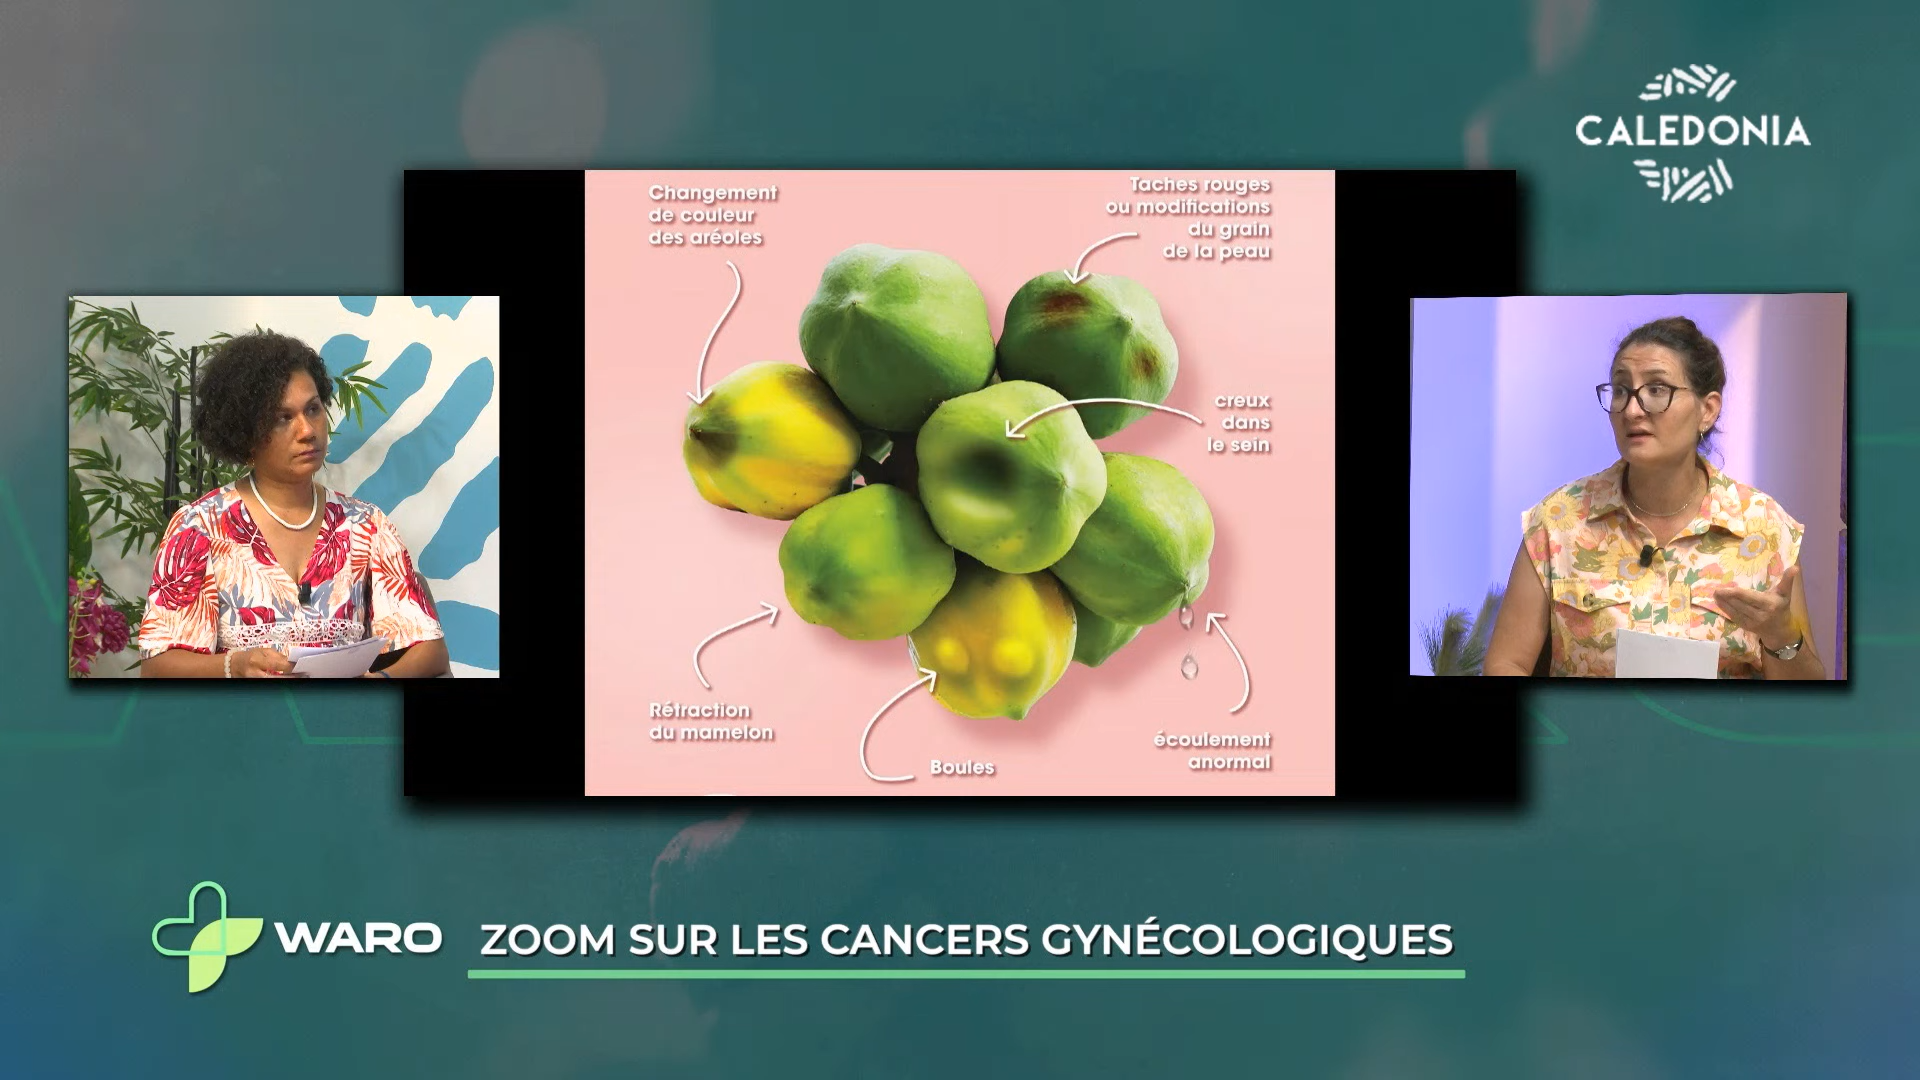 CALEDONIA
Changement
de couleur
des aréoles
Taches rouges
ou modifications
du grain
de la peau
creux
dans
le sein
Rétraction
du mamelon
Boules
écoulement
anormal
WARO
ZOOM SUR LES CANCERS GYNÉCOLOGIQUES